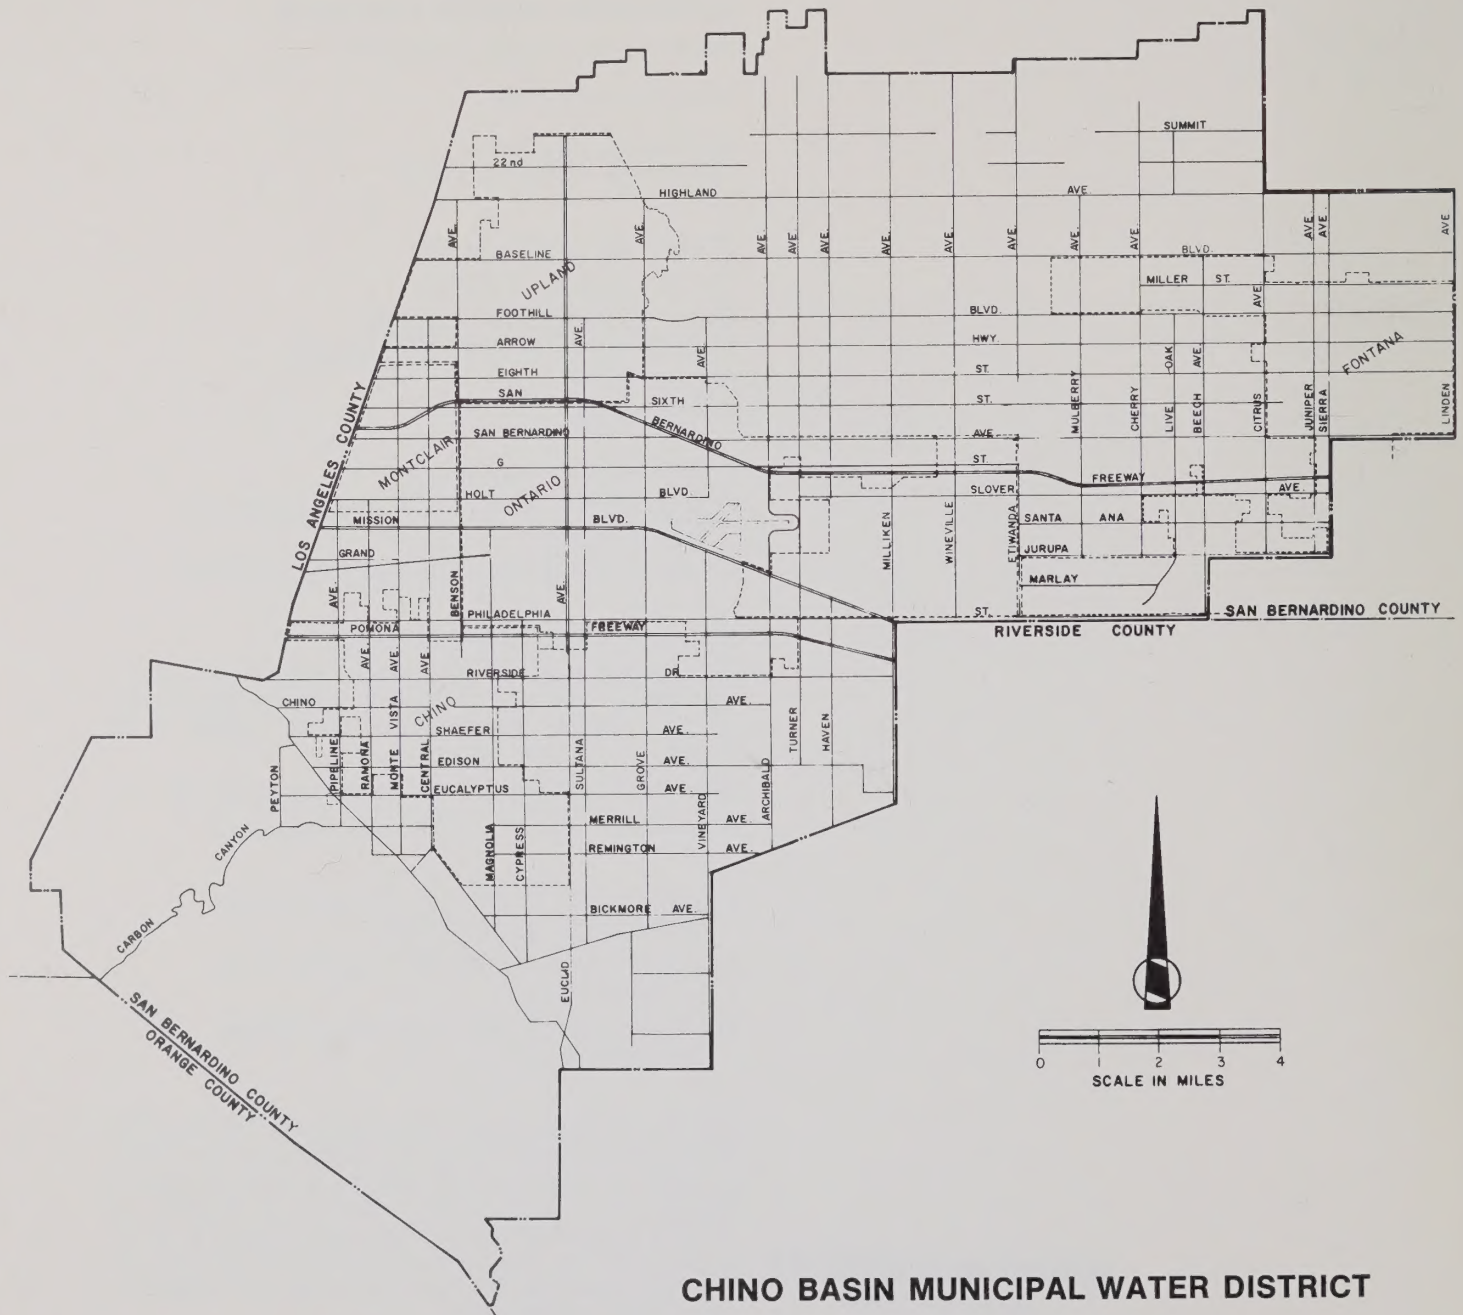 SUMMIT
22nd
HIGHLAND AVE
AVE. AVE. AVE. AVE. AVE. AVE. AVE. AVE. AVE. AVE. AVE. AVE. AVE. AVE
BASELINE BLVD.
UPLAND
MILLER ST.
FOOTHILL BLVD.
AVE. AVE. AVE
ARROW HWY.
FONTANA
EIGHTH ST.
SAN SIXTH ST.
BERNARDINO
MULBERRY CHERRY LIVE OAK BEECH AVE. CITRUS JUNIPER SIERRA LINDEN
SAN BERNARDINO AVE.
MONTCLAIR
G ST.
LOS ANGELES COUNTY
ONTARIO
FREEWAY
HOLT BLVD. SLOVER AVE.
MISSION BLVD. SANTA ANA
GRAND JURUPA
MILLIKEN WINEVILLE ETIWANDA
MARLAY
AVE. BENSON AVE.
PHILADELPHIA ST.
SAN BERNARDINO COUNTY
RIVERSIDE COUNTY
POMONA FREEWAY
AVE. AVE. AVE.
RIVERSIDE DR.
CHINO AVE.
CHINO
SHAEFER AVE.
EDISON AVE.
EUCALYPTUS AVE.
PEYTON PIPELINE RAMONA MONTE VISTA CENTRAL SULTANA GROVE VINEYARD ARCHIBALD TURNER HAVEN
MERRILL AVE.
REMINGTON AVE.
MAGNOLIA CYPRESS
BICKMORE AVE.
CARBON CANYON
EUCLID
SAN BERNARDINO COUNTY
ORANGE COUNTY
0 1 2 3 4
SCALE IN MILES
CHINO BASIN MUNICIPAL WATER DISTRICT